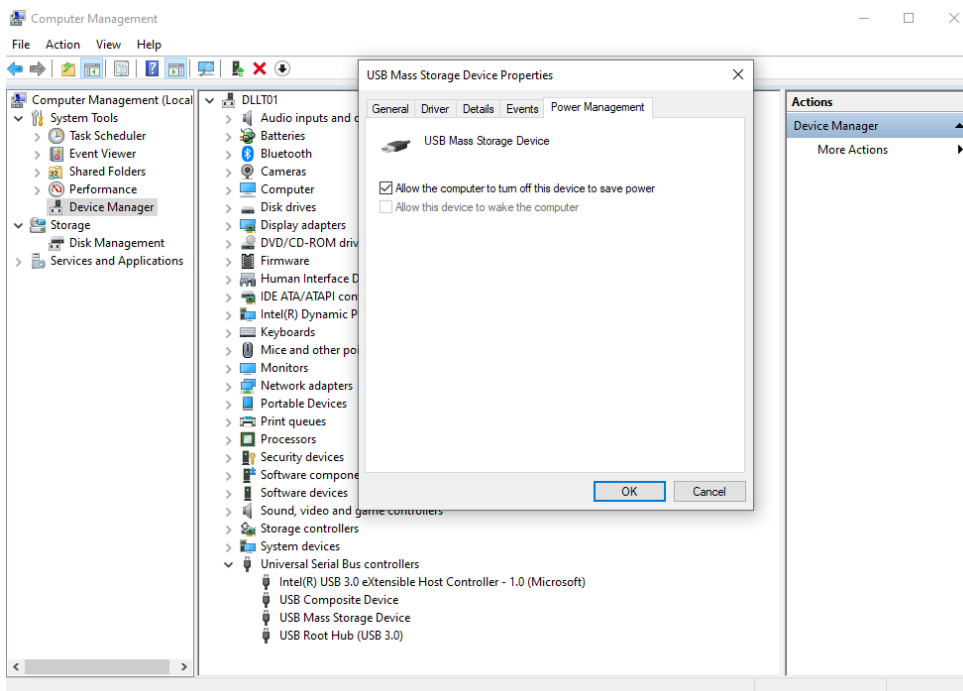 Computer Management
File Action View Help
Computer Management (Local
System Tools
Task Scheduler
Event Viewer
Shared Folders
Performance
Device Manager
Storage
Disk Management
Services and Applications
DLLT01
Audio inputs and
Batteries
Bluetooth
Cameras
Computer
Disk drives
Display adapters
DVD/CD-ROM driv
Firmware
Human Interface D
IDE ATA/ATAPI con
Intel(R) Dynamic P
Keyboards
Mice and other poi
Monitors
Network adapters
Portable Devices
Print queues
Processors
Security devices
Software compone
Software devices
Sound, video and game controllers
Storage controllers
System devices
Universal Serial Bus controllers
Intel(R) USB 3.0 eXtensible Host Controller - 1.0 (Microsoft)
USB Composite Device
USB Mass Storage Device
USB Root Hub (USB 3.0)
USB Mass Storage Device Properties
General Driver Details Events Power Management
USB Mass Storage Device
Allow the computer to turn off this device to save power
Allow this device to wake the computer
OK Cancel
Actions
Device Manager
More Actions